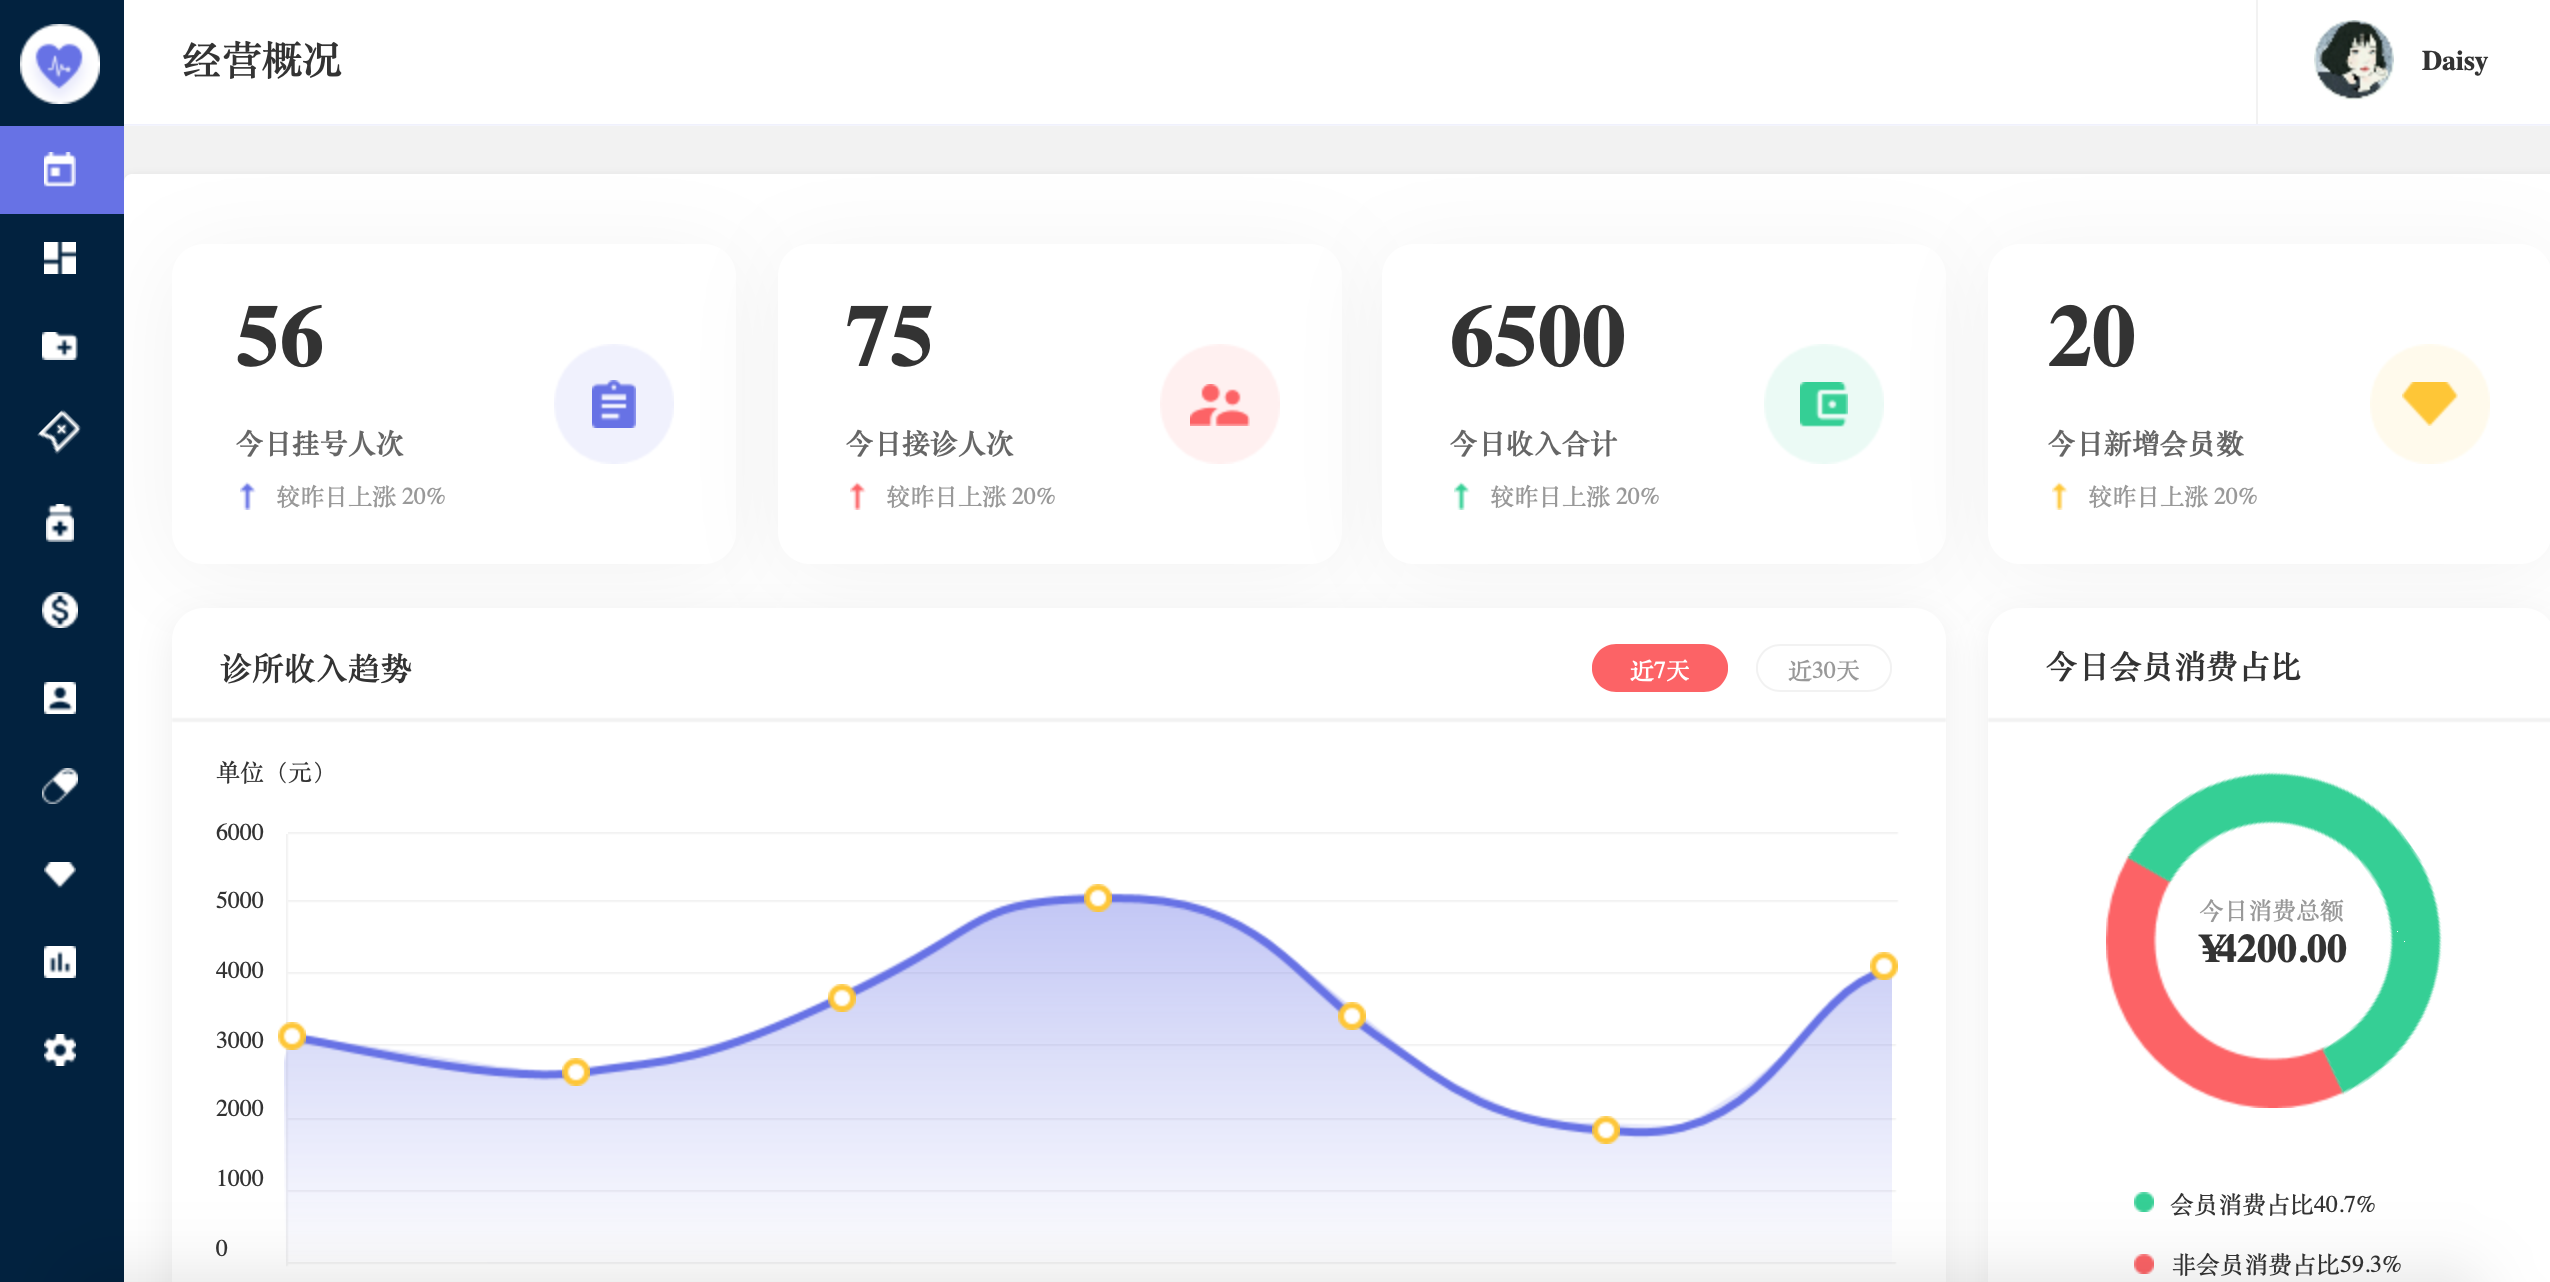 经营概况
Daisy
56
今日挂号人次
较昨日上涨 20%
75
今日接诊人次
较昨日上涨 20%
6500
今日收入合计
较昨日上涨 20%
20
今日新增会员数
较昨日上涨 20%
诊所收入趋势
近7天
近30天
单位（元）
6000
5000
4000
3000
2000
1000
0
今日会员消费占比
今日消费总额
¥4200.00
会员消费占比40.7%
非会员消费占比59.3%